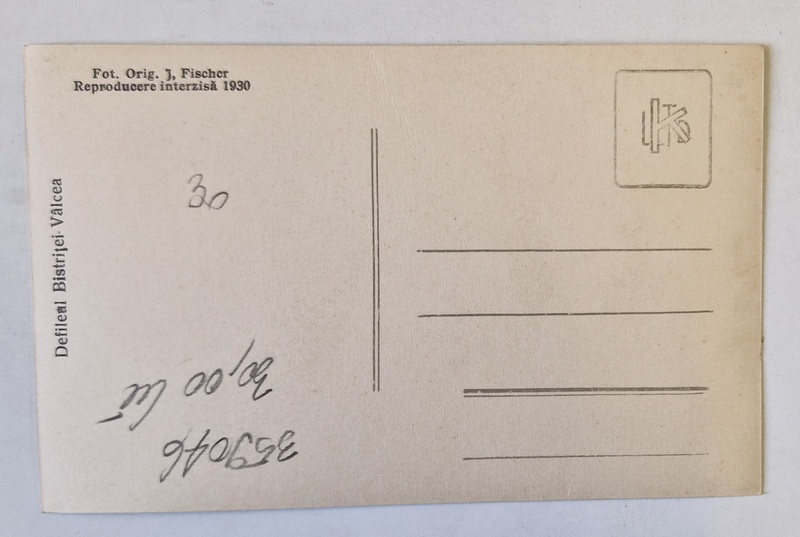 Fot. Orig. J, Fischer
Reproducere interzisă 1930
Defileul Bistriței-Vâlcea
30
30,00 lei
359046